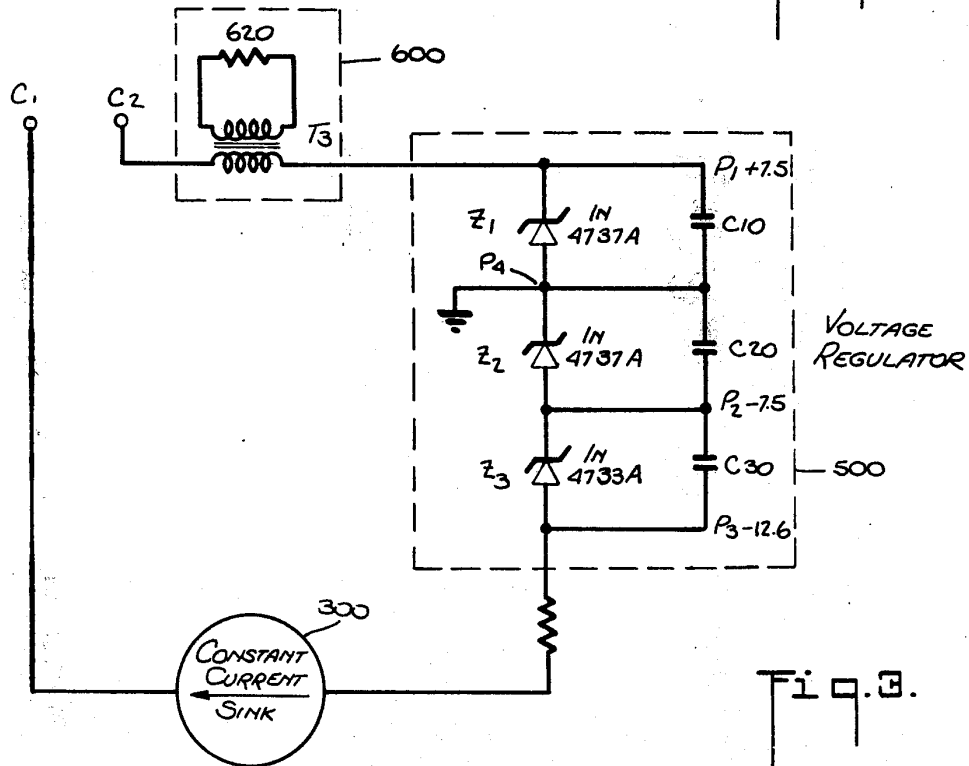 620
600
C1
C2
T3
P1 +7.5
Z1
IN
4737A
C10
P4
VOLTAGE
REGULATOR
Z2
IN
4737A
C20
P2 -7.5
Z3
IN
4733A
C30
500
P3 -12.6
300
CONSTANT
CURRENT
SINK
Fig.3.